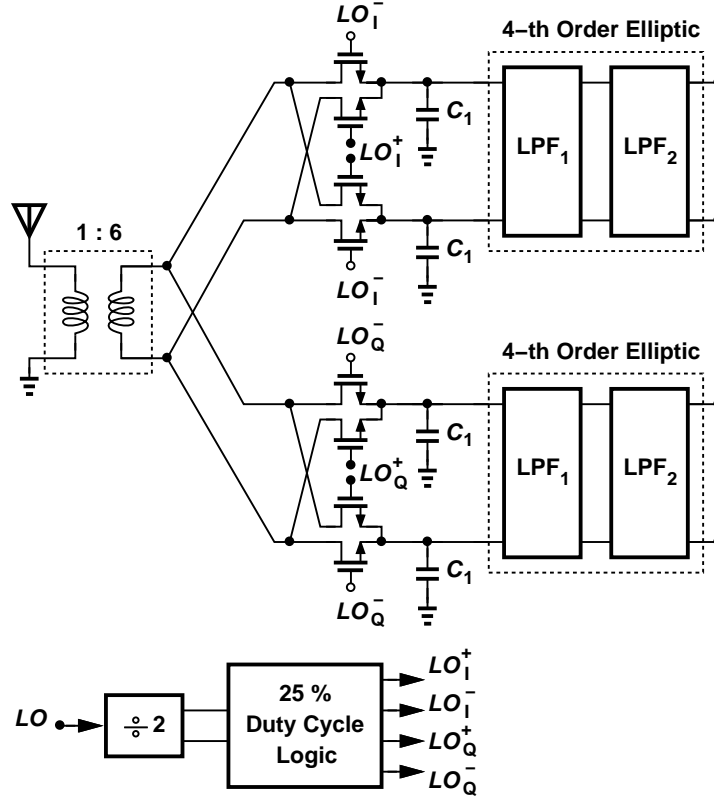 LO_I^−
4−th Order Elliptic
C_1
LPF_1
LPF_2
LO_I^+
1 : 6
C_1
LO_I^−
LO_Q^−
4−th Order Elliptic
C_1
LPF_1
LPF_2
LO_Q^+
C_1
LO_Q^−
LO
÷ 2
25 %
Duty Cycle
Logic
LO_I^+
LO_I^−
LO_Q^+
LO_Q^−